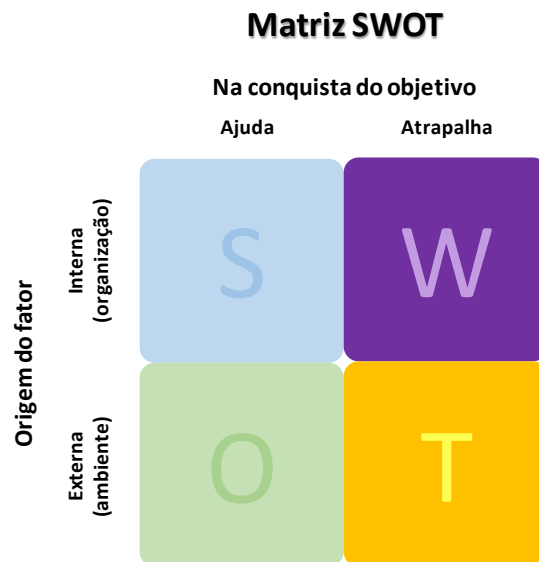 Matriz SWOT
Na conquista do objetivo
Ajuda
Atrapalha
Origem do fator
Interna
(organização)
S
W
Externa
(ambiente)
O
T